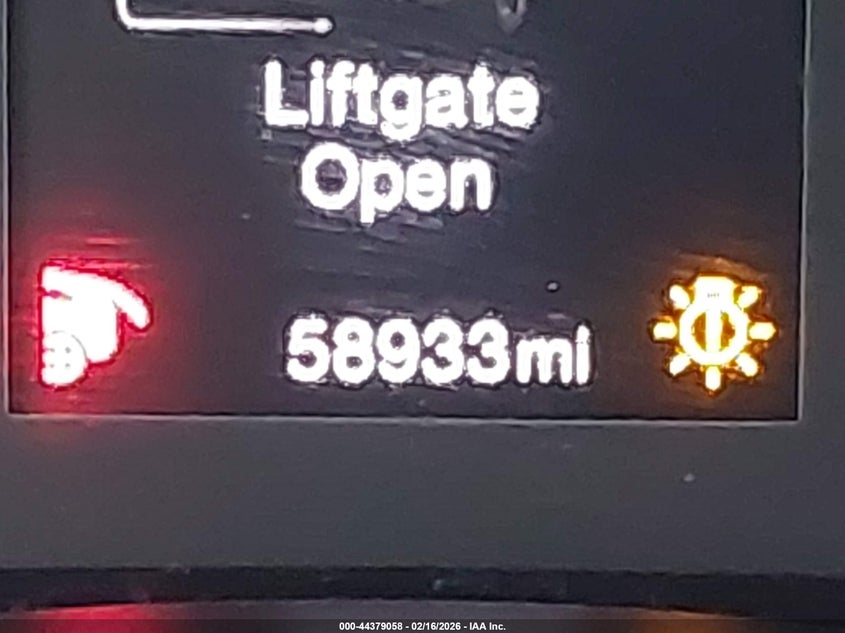 Liftgate
Open
58933mi
000-44379058 - 02/16/2026 - IAA Inc.